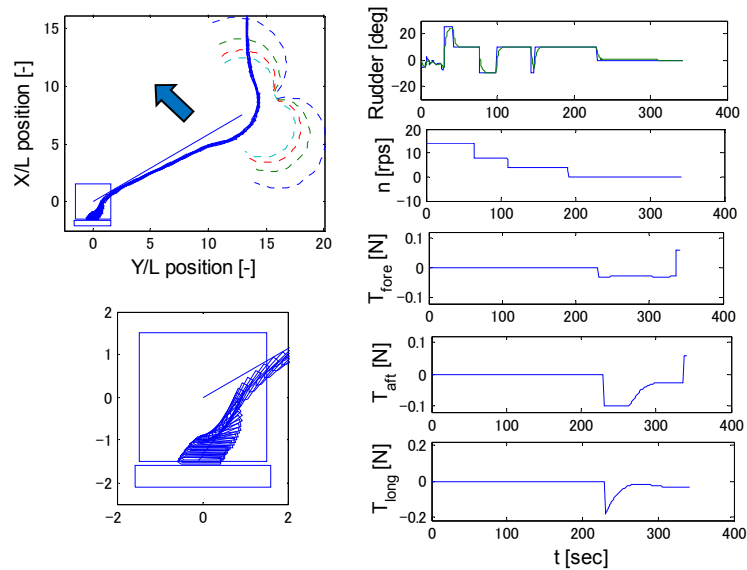 X/L position [-]
15
10
5
0
0 5 10 15 20
Y/L position [-]
2
1
0
-1
-2
-2 0 2
Rudder [deg]
20
0
-20
0 100 200 300 400
n [rps]
20
10
0
-10
0 100 200 300 400
Tfore [N]
0.1
0
-0.1
0 100 200 300 400
Taft [N]
0.1
0
-0.1
0 100 200 300 400
Tlong [N]
0.2
0
-0.2
0 100 200 300 400
t [sec]